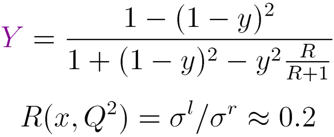 Y = \frac{1-(1-y)^2}{1+(1-y)^2-y^2\frac{R}{R+1}}
R(x,Q^2) = \sigma^l/\sigma^r \approx 0.2